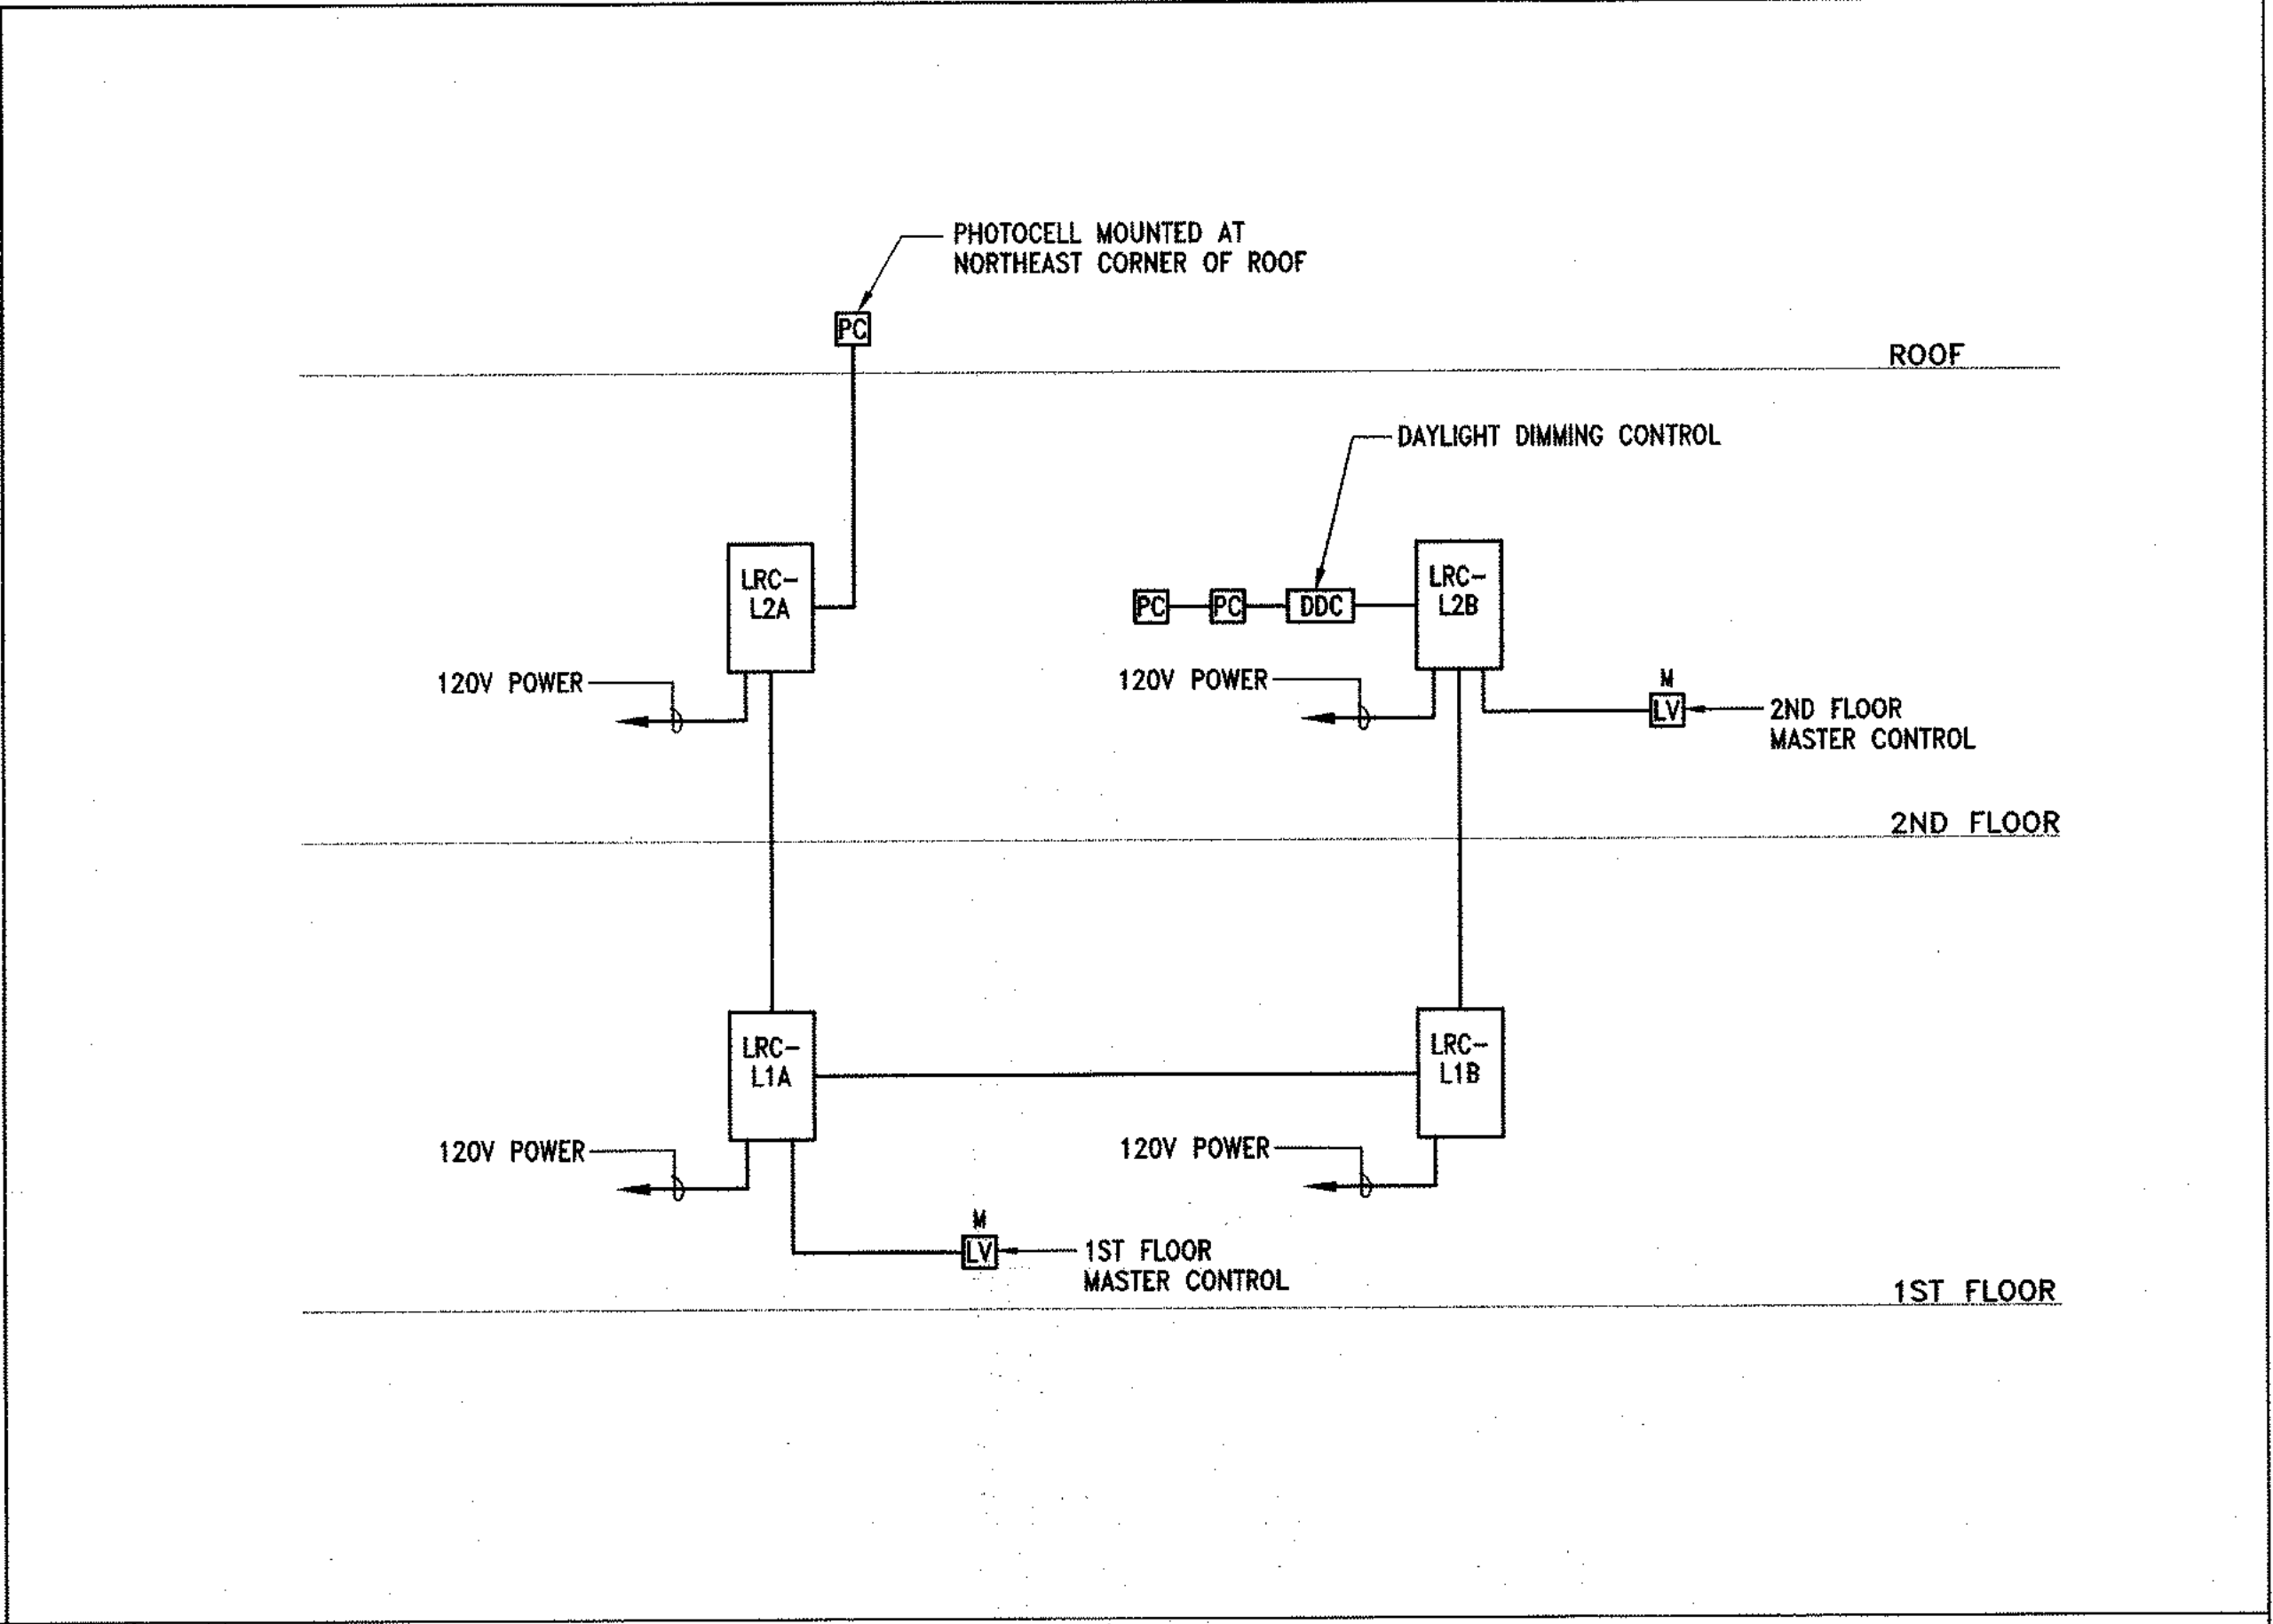 PHOTOCELL MOUNTED AT
NORTHEAST CORNER OF ROOF
PC
ROOF
DAYLIGHT DIMMING CONTROL
LRC-
L2A
PC
PC
DDC
LRC-
L2B
120V POWER
120V POWER
M
LV
2ND FLOOR
MASTER CONTROL
2ND FLOOR
LRC-
L1A
LRC-
L1B
120V POWER
120V POWER
M
LV
1ST FLOOR
MASTER CONTROL
1ST FLOOR